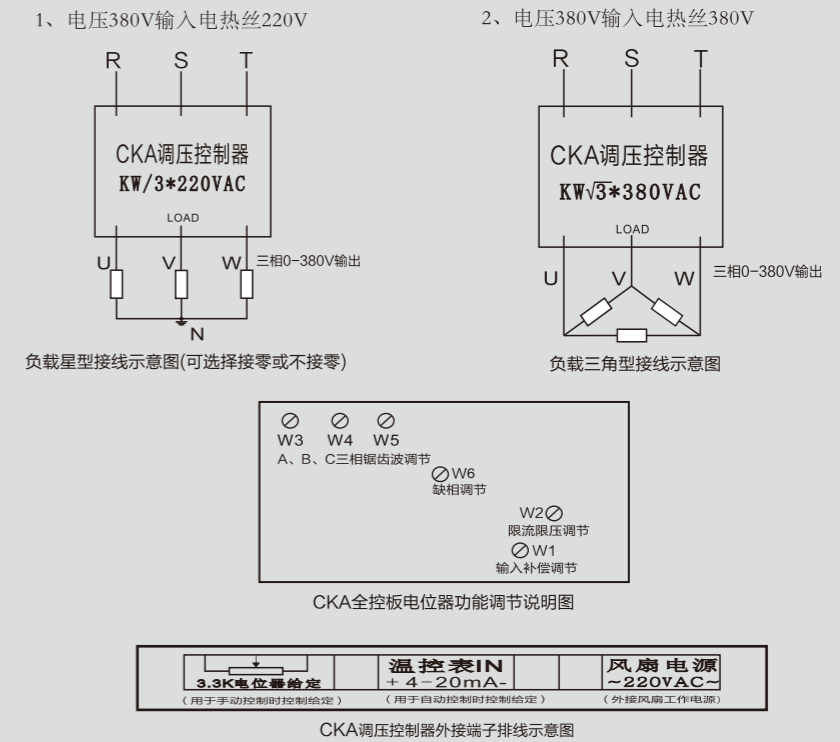 1、电压380V输入电热丝220V
R S T
CKA调压控制器
KW/3*220VAC
LOAD
U V W 三相0-380V输出
N
负载星型接线示意图(可选择接零或不接零)
2、电压380V输入电热丝380V
R S T
CKA调压控制器
KW√3*380VAC
LOAD
U V W 三相0-380V输出
负载三角型接线示意图
W3 W4 W5
A、B、C三相锯齿波调节
W6
缺相调节
W2
限流限压调节
W1
输入补偿调节
CKA全控板电位器功能调节说明图
3.3K电位器给定
(用于手动控制时控制给定)
温控表IN
+4-20mA-
(用于自动控制时控制给定)
风扇电源
~220VAC~
(外接风扇工作电源)
CKA调压控制器外接端子排线示意图